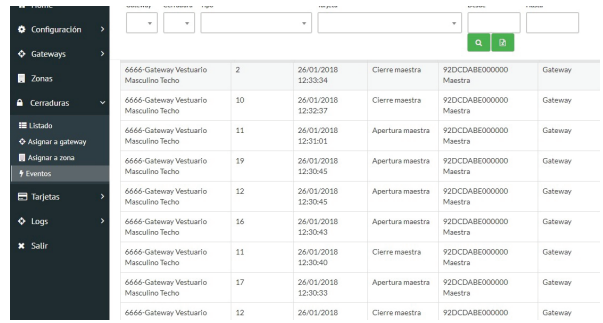 Home
Configuración
Gateways
Zonas
Cerraduras
Listado
Asignar a gateway
Asignar a zona
Eventos
Tarjetas
Logs
Salir
Gateway Cerradura Tipo Tarjeta Desde Hasta
6666-Gateway Vestuario 2 26/01/2018 Cierre maestra 92DCDABE000000 Gateway
Masculino Techo 12:33:34 Maestra
6666-Gateway Vestuario 10 26/01/2018 Cierre maestra 92DCDABE000000 Gateway
Masculino Techo 12:32:37 Maestra
6666-Gateway Vestuario 11 26/01/2018 Apertura maestra 92DCDABE000000 Gateway
Masculino Techo 12:31:01 Maestra
6666-Gateway Vestuario 19 26/01/2018 Apertura maestra 92DCDABE000000 Gateway
Masculino Techo 12:30:45 Maestra
6666-Gateway Vestuario 12 26/01/2018 Apertura maestra 92DCDABE000000 Gateway
Masculino Techo 12:30:45 Maestra
6666-Gateway Vestuario 16 26/01/2018 Apertura maestra 92DCDABE000000 Gateway
Masculino Techo 12:30:43 Maestra
6666-Gateway Vestuario 11 26/01/2018 Cierre maestra 92DCDABE000000 Gateway
Masculino Techo 12:30:40 Maestra
6666-Gateway Vestuario 17 26/01/2018 Apertura maestra 92DCDABE000000 Gateway
Masculino Techo 12:30:33 Maestra
6666-Gateway Vestuario 12 26/01/2018 Cierre maestra 92DCDABE000000 Gateway